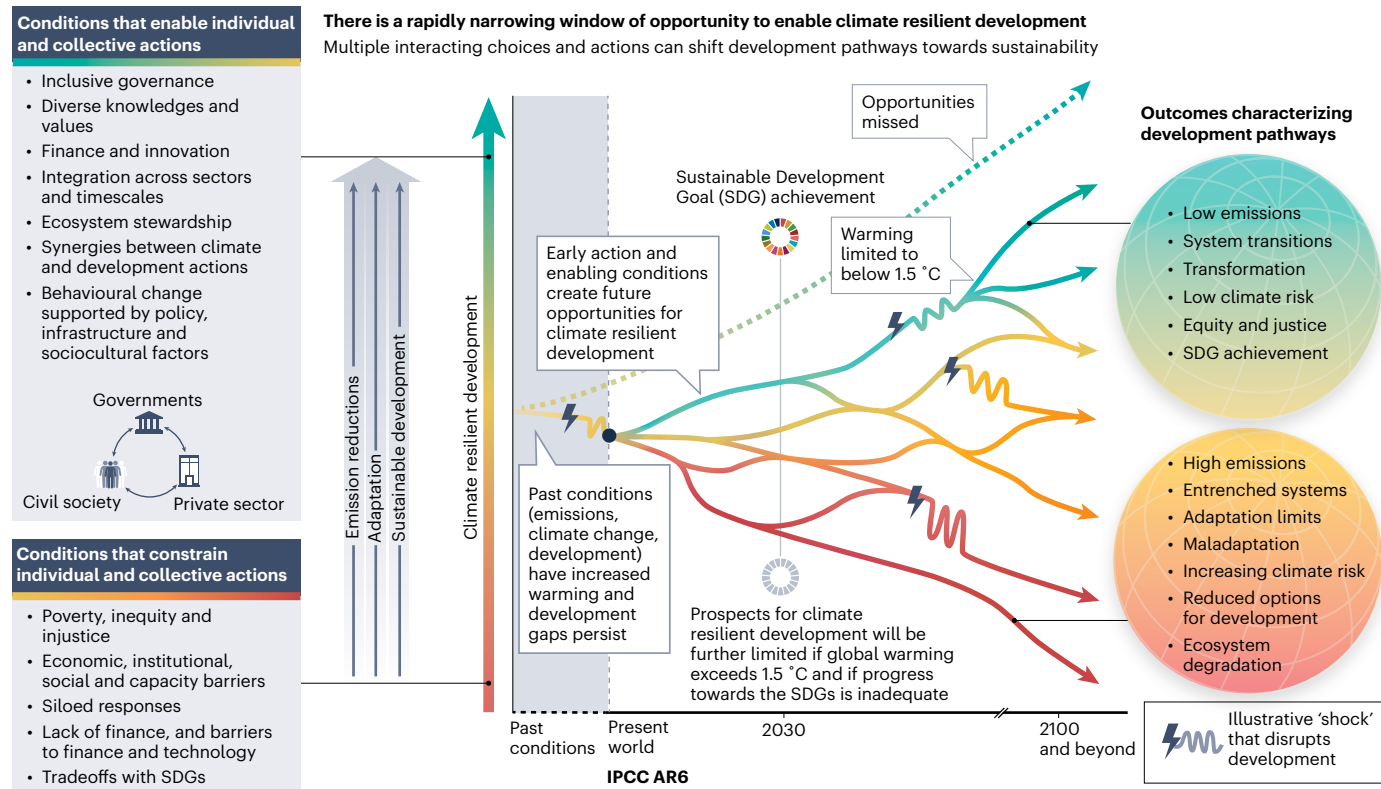 Conditions that enable individual
and collective actions
• Inclusive governance
• Diverse knowledges and
values
• Finance and innovation
• Integration across sectors
and timescales
• Ecosystem stewardship
• Synergies between climate
and development actions
• Behavioural change
supported by policy,
infrastructure and
sociocultural factors
Governments
Civil society
Private sector
Conditions that constrain
individual and collective actions
• Poverty, inequity and
injustice
• Economic, institutional,
social and capacity barriers
• Siloed responses
• Lack of finance, and barriers
to finance and technology
• Tradeoffs with SDGs
There is a rapidly narrowing window of opportunity to enable climate resilient development
Multiple interacting choices and actions can shift development pathways towards sustainability
Emission reductions
Adaptation
Sustainable development
Climate resilient development
Early action and
enabling conditions
create future
opportunities for
climate resilient
development
Past conditions
(emissions,
climate change,
development)
have increased
warming and
development
gaps persist
Sustainable Development
Goal (SDG) achievement
Opportunities
missed
Warming
limited to
below 1.5 °C
Prospects for climate
resilient development will be
further limited if global warming
exceeds 1.5 °C and if progress
towards the SDGs is inadequate
Past
conditions
Present
world
IPCC AR6
2030
2100
and beyond
Outcomes characterizing
development pathways
• Low emissions
• System transitions
• Transformation
• Low climate risk
• Equity and justice
• SDG achievement
• High emissions
• Entrenched systems
• Adaptation limits
• Maladaptation
• Increasing climate risk
• Reduced options
for development
• Ecosystem
degradation
Illustrative ‘shock’
that disrupts
development